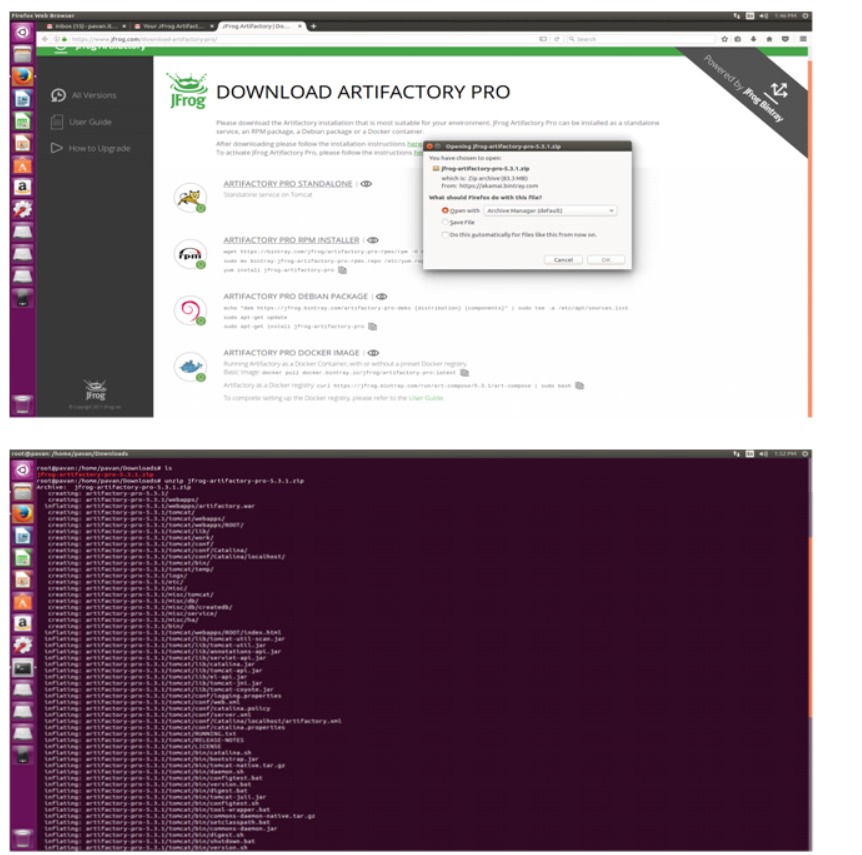 Firefox Web Browser
1:46 PM
Inbox (15) - pavan.it...
Your JFrog Artifact...
JFrog Artifactory | Do...
https://www.jfrog.com/download-artifactory-pro/
Search
JFrog Artifactory
Powered by JFrog Bintray
All Versions
User Guide
How to Upgrade
JFrog
DOWNLOAD ARTIFACTORY PRO
Please download the Artifactory installation that is most suitable for your environment. JFrog Artifactory Pro can be installed as a standalone
service, an RPM package, a Debian package or a Docker container.
After downloading please follow the installation instructions here
To activate JFrog Artifactory Pro, please follow the instructions
Opening jfrog-artifactory-pro-5.3.1.zip
You have chosen to open:
jfrog-artifactory-pro-5.3.1.zip
which is: Zip archive (83.3 MB)
from: https://akamai.bintray.com
What should Firefox do with this file?
Open with Archive Manager (default)
Save File
Do this automatically for files like this from now on.
Cancel OK
ARTIFACTORY PRO STANDALONE
Standalone service on Tomcat
ARTIFACTORY PRO RPM INSTALLER
rpm
wget https://bintray.com/jfrog/artifactory-pro-rpms/rpm
sudo mv bintray-jfrog-artifactory-pro-rpms.repo
yum install jfrog-artifactory-pro
ARTIFACTORY PRO DEBIAN PACKAGE
echo "deb https://jfrog.bintray.com/artifactory-pro-debs {distribution} {components}" | sudo tee -a /etc/apt/sources.list
sudo apt-get update
sudo apt-get install jfrog-artifactory-pro
ARTIFACTORY PRO DOCKER IMAGE
Running Artifactory as a Docker Container, with or without a preset Docker registry.
Basic Image: docker pull docker.bintray.io/jfrog/artifactory-pro:latest
Artifactory as a Docker registry: curl https://jfrog.bintray.com/run/art-compose/5.3.1/art-compose | sudo bash
To complete setting up the Docker registry, please refer to the User Guide.
JFrog
root@pavan: /home/pavan/Downloads
1:52 PM
root@pavan:/home/pavan/Downloads# ls
jfrog-artifactory-pro-5.3.1.zip
root@pavan:/home/pavan/Downloads# unzip jfrog-artifactory-pro-5.3.1.zip
Archive: jfrog-artifactory-pro-5.3.1.zip
creating: artifactory-pro-5.3.1/
creating: artifactory-pro-5.3.1/webapps/
inflating: artifactory-pro-5.3.1/webapps/artifactory.war
creating: artifactory-pro-5.3.1/tomcat/
creating: artifactory-pro-5.3.1/tomcat/webapps/
creating: artifactory-pro-5.3.1/tomcat/webapps/ROOT/
creating: artifactory-pro-5.3.1/tomcat/lib/
creating: artifactory-pro-5.3.1/tomcat/work/
creating: artifactory-pro-5.3.1/tomcat/conf/
creating: artifactory-pro-5.3.1/tomcat/conf/Catalina/
creating: artifactory-pro-5.3.1/tomcat/conf/Catalina/localhost/
creating: artifactory-pro-5.3.1/tomcat/bin/
creating: artifactory-pro-5.3.1/tomcat/temp/
creating: artifactory-pro-5.3.1/logs/
creating: artifactory-pro-5.3.1/etc/
creating: artifactory-pro-5.3.1/misc/
creating: artifactory-pro-5.3.1/misc/tomcat/
creating: artifactory-pro-5.3.1/misc/db/
creating: artifactory-pro-5.3.1/misc/db/createdb/
creating: artifactory-pro-5.3.1/misc/service/
creating: artifactory-pro-5.3.1/misc/ha/
creating: artifactory-pro-5.3.1/bin/
inflating: artifactory-pro-5.3.1/tomcat/webapps/ROOT/index.html
inflating: artifactory-pro-5.3.1/tomcat/lib/tomcat-util-scan.jar
inflating: artifactory-pro-5.3.1/tomcat/lib/tomcat-util.jar
inflating: artifactory-pro-5.3.1/tomcat/lib/annotations-api.jar
inflating: artifactory-pro-5.3.1/tomcat/lib/servlet-api.jar
inflating: artifactory-pro-5.3.1/tomcat/lib/catalina.jar
inflating: artifactory-pro-5.3.1/tomcat/lib/tomcat-api.jar
inflating: artifactory-pro-5.3.1/tomcat/lib/el-api.jar
inflating: artifactory-pro-5.3.1/tomcat/lib/tomcat-jni.jar
inflating: artifactory-pro-5.3.1/tomcat/lib/tomcat-coyote.jar
inflating: artifactory-pro-5.3.1/tomcat/conf/logging.properties
inflating: artifactory-pro-5.3.1/tomcat/conf/web.xml
inflating: artifactory-pro-5.3.1/tomcat/conf/catalina.policy
inflating: artifactory-pro-5.3.1/tomcat/conf/server.xml
inflating: artifactory-pro-5.3.1/tomcat/conf/Catalina/localhost/artifactory.xml
inflating: artifactory-pro-5.3.1/tomcat/conf/catalina.properties
inflating: artifactory-pro-5.3.1/tomcat/RUNNING.txt
inflating: artifactory-pro-5.3.1/tomcat/RELEASE-NOTES
inflating: artifactory-pro-5.3.1/tomcat/LICENSE
inflating: artifactory-pro-5.3.1/tomcat/bin/catalina.sh
inflating: artifactory-pro-5.3.1/tomcat/bin/bootstrap.jar
inflating: artifactory-pro-5.3.1/tomcat/bin/tomcat-native.tar.gz
inflating: artifactory-pro-5.3.1/tomcat/bin/daemon.sh
inflating: artifactory-pro-5.3.1/tomcat/bin/configtest.bat
inflating: artifactory-pro-5.3.1/tomcat/bin/version.bat
inflating: artifactory-pro-5.3.1/tomcat/bin/digest.bat
inflating: artifactory-pro-5.3.1/tomcat/bin/tomcat-juli.jar
inflating: artifactory-pro-5.3.1/tomcat/bin/configtest.sh
inflating: artifactory-pro-5.3.1/tomcat/bin/tool-wrapper.bat
inflating: artifactory-pro-5.3.1/tomcat/bin/commons-daemon-native.tar.gz
inflating: artifactory-pro-5.3.1/tomcat/bin/setclasspath.bat
inflating: artifactory-pro-5.3.1/tomcat/bin/commons-daemon.jar
inflating: artifactory-pro-5.3.1/tomcat/bin/digest.sh
inflating: artifactory-pro-5.3.1/tomcat/bin/shutdown.bat
inflating: artifactory-pro-5.3.1/tomcat/bin/version.sh